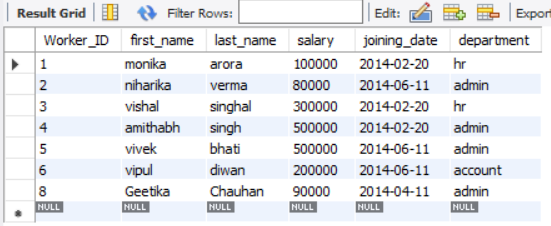 Result Grid Filter Rows: Edit: Export
Worker_ID first_name last_name salary joining_date department
1 monika arora 100000 2014-02-20 hr
2 niharika verma 80000 2014-06-11 admin
3 vishal singhal 300000 2014-02-20 hr
4 amithabh singh 500000 2014-02-20 admin
5 vivek bhati 500000 2014-06-11 admin
6 vipul diwan 200000 2014-06-11 account
8 Geetika Chauhan 90000 2014-04-11 admin
NULL NULL NULL NULL NULL NULL